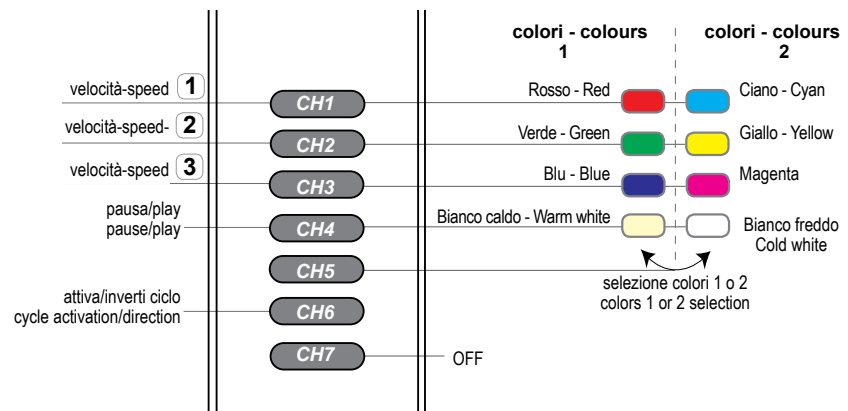 colori - colours
1
colori - colours
2
velocità-speed 1
CH1
Rosso - Red
Ciano - Cyan
velocità-speed- 2
CH2
Verde - Green
Giallo - Yellow
velocità-speed 3
CH3
Blu - Blue
Magenta
pausa/play
pause/play
CH4
Bianco caldo - Warm white
Bianco freddo
Cold white
CH5
selezione colori 1 o 2
colors 1 or 2 selection
attiva/inverti ciclo
cycle activation/direction
CH6
CH7
OFF